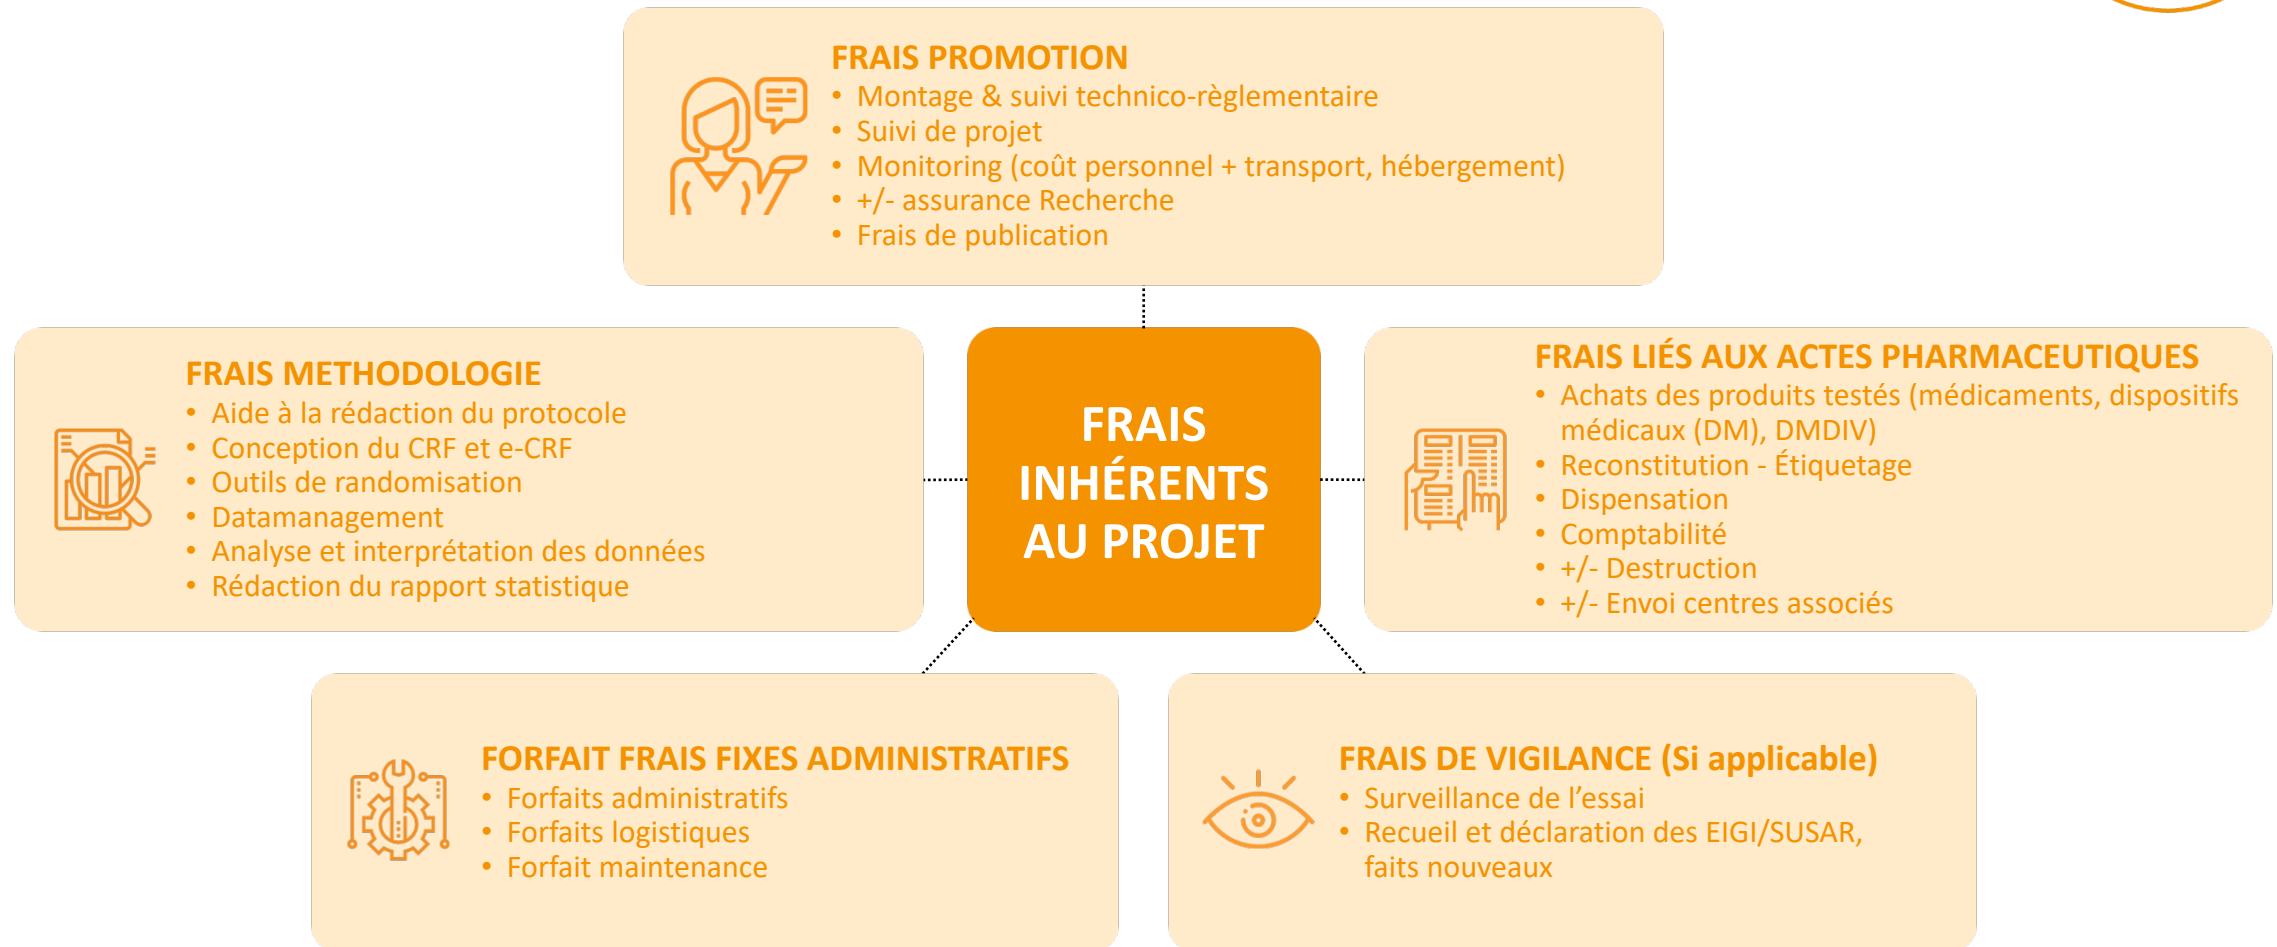 FRAIS PROMOTION
• Montage & suivi technico-règlementaire
• Suivi de projet
• Monitoring (coût personnel + transport, hébergement)
• +/- assurance Recherche
• Frais de publication
FRAIS METHODOLOGIE
• Aide à la rédaction du protocole
• Conception du CRF et e-CRF
• Outils de randomisation
• Datamanagement
• Analyse et interprétation des données
• Rédaction du rapport statistique
FRAIS
INHÉRENTS
AU PROJET
FRAIS LIÉS AUX ACTES PHARMACEUTIQUES
• Achats des produits testés (médicaments, dispositifs
médicaux (DM), DMDIV)
• Reconstitution - Étiquetage
• Dispensation
• Comptabilité
• +/- Destruction
• +/- Envoi centres associés
FORFAIT FRAIS FIXES ADMINISTRATIFS
• Forfaits administratifs
• Forfaits logistiques
• Forfait maintenance
FRAIS DE VIGILANCE (Si applicable)
• Surveillance de l’essai
• Recueil et déclaration des EIGI/SUSAR,
faits nouveaux